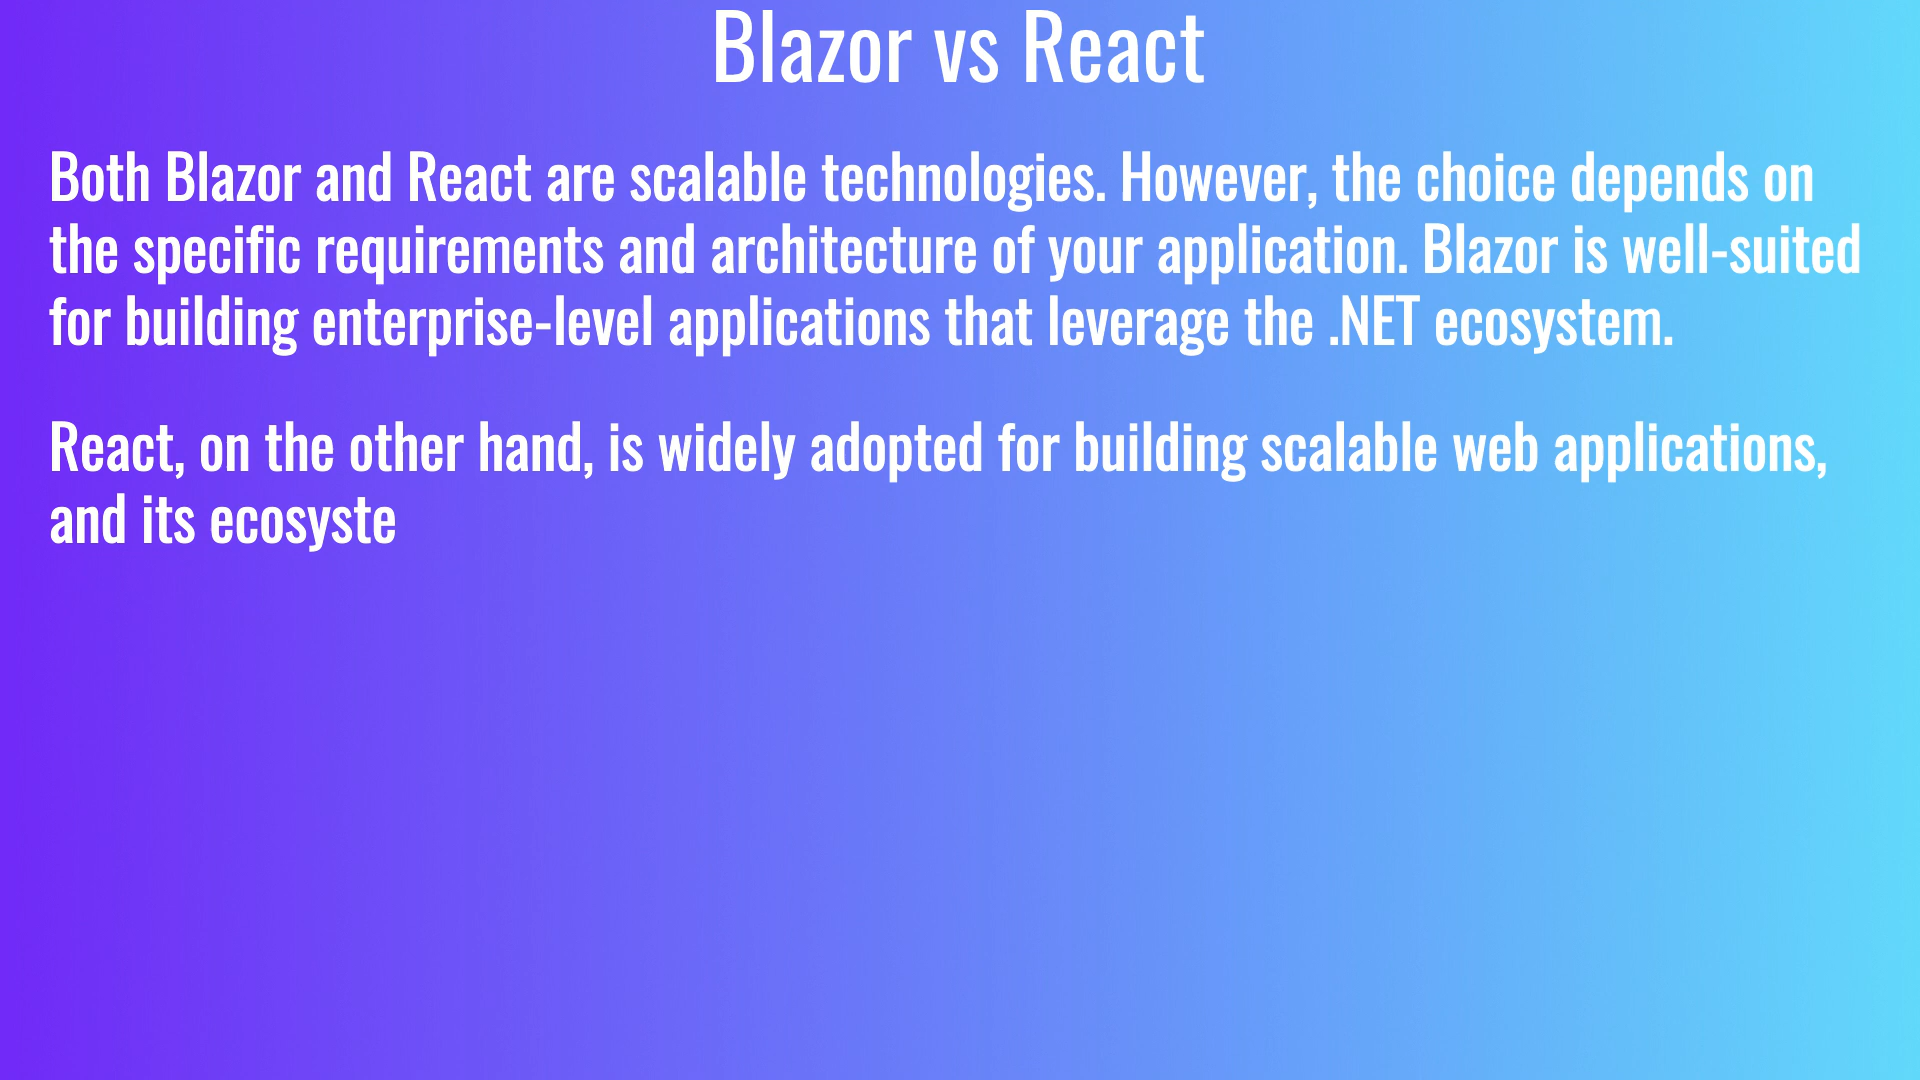 Blazor vs React
Both Blazor and React are scalable technologies. However, the choice depends on
the specific requirements and architecture of your application. Blazor is well-suited
for building enterprise-level applications that leverage the .NET ecosystem.
React, on the other hand, is widely adopted for building scalable web applications,
and its ecosyste